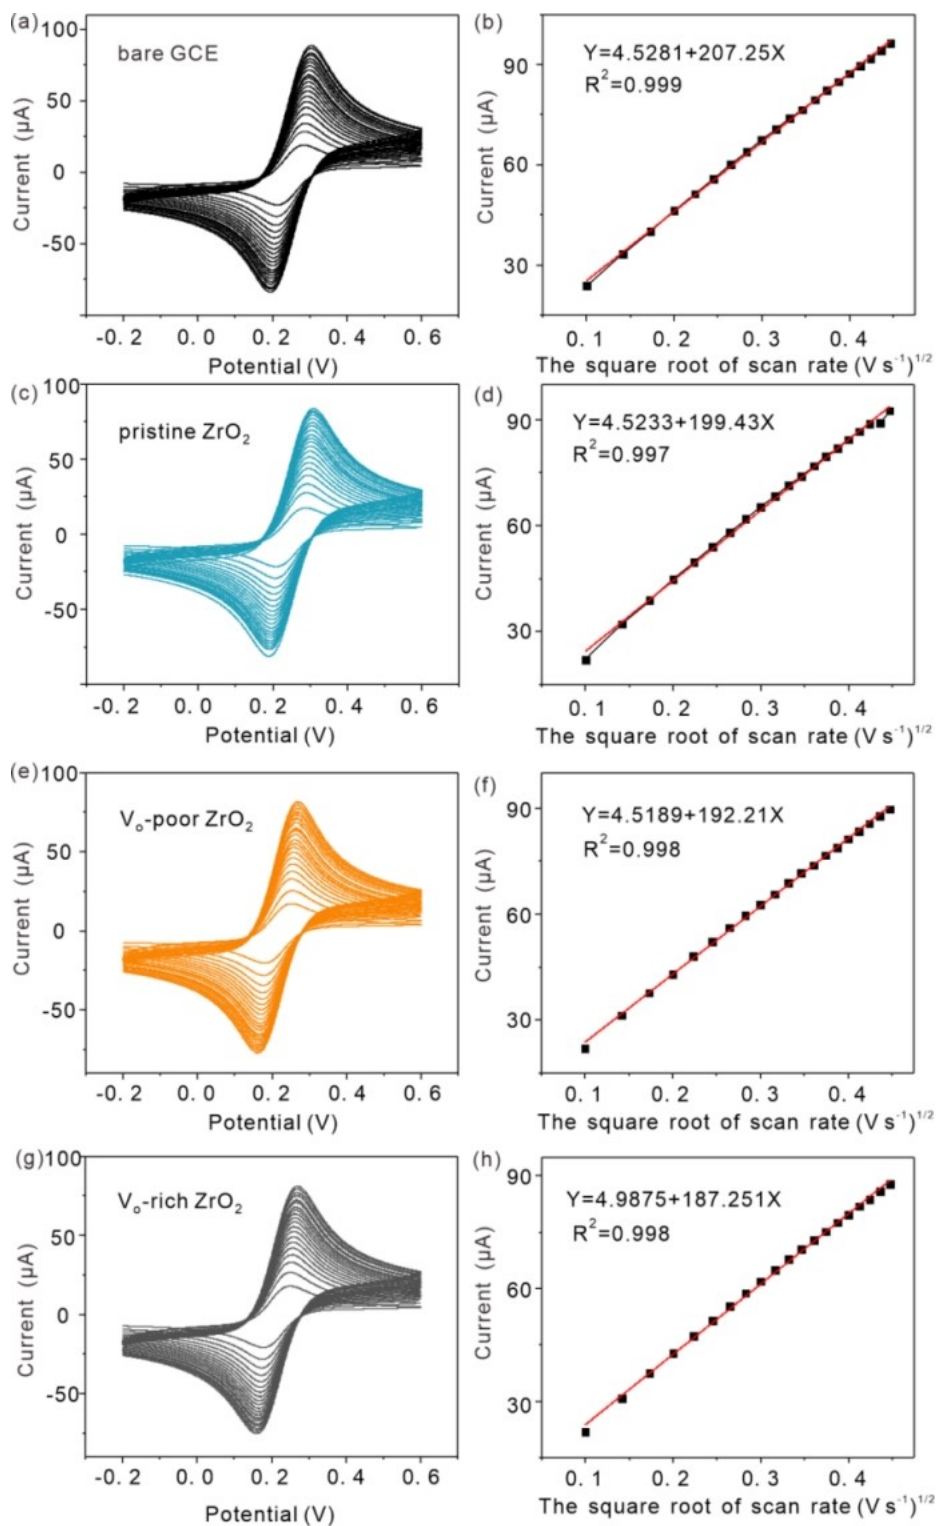 (a)
bare GCE
100
50
0
-50
Current (μA)
-0.2 0.0 0.2 0.4 0.6
Potential (V)
(b)
Y=4.5281+207.25X
R²=0.999
90
60
30
Current (μA)
0.1 0.2 0.3 0.4
The square root of scan rate (V s⁻¹)¹/²
(c)
pristine ZrO₂
100
50
0
-50
Current (μA)
-0.2 0.0 0.2 0.4 0.6
Potential (V)
(d)
Y=4.5233+199.43X
R²=0.997
90
60
30
Current (μA)
0.1 0.2 0.3 0.4
The square root of scan rate (V s⁻¹)¹/²
(e)
Vₒ-poor ZrO₂
100
50
0
-50
Current (μA)
-0.2 0.0 0.2 0.4 0.6
Potential (V)
(f)
Y=4.5189+192.21X
R²=0.998
90
60
30
Current (μA)
0.1 0.2 0.3 0.4
The square root of scan rate (V s⁻¹)¹/²
(g)
Vₒ-rich ZrO₂
100
50
0
-50
Current (μA)
-0.2 0.0 0.2 0.4 0.6
Potential (V)
(h)
Y=4.9875+187.251X
R²=0.998
90
60
30
Current (μA)
0.1 0.2 0.3 0.4
The square root of scan rate (V s⁻¹)¹/²